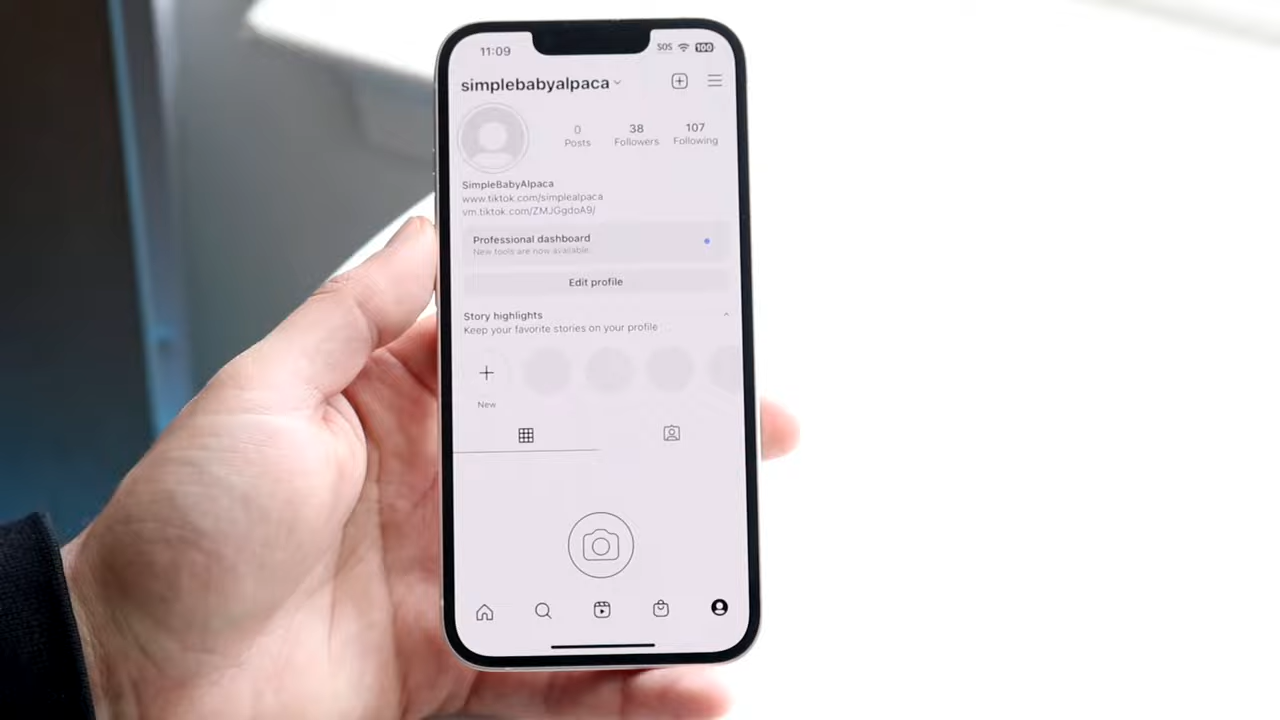 11:09 SOS 100
simplebabyalpaca
0 38 107
Posts Followers Following
SimpleBabyAlpaca
www.tiktok.com/simplealpaca
vm.tiktok.com/ZMJGgdoA9/
Professional dashboard
New tools are now available.
Edit profile
Story highlights
Keep your favorite stories on your profile
New